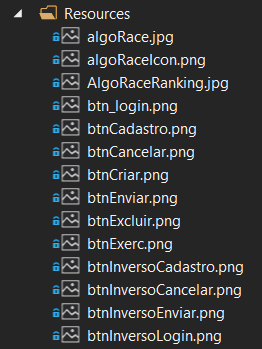 Resources
algoRace.jpg
algoRaceIcon.png
AlgoRaceRanking.jpg
btn_login.png
btnCadastro.png
btnCancelar.png
btnCriar.png
btnEnviar.png
btnExcluir.png
btnExerc.png
btnInversoCadastro.png
btnInversoCancelar.png
btnInversoEnviar.png
btnInversoLogin.png